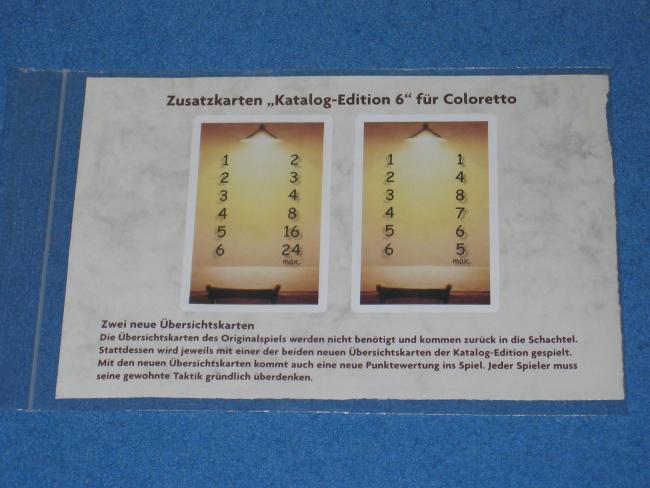 Zusatzkarten „Katalog-Edition 6“ für Coloretto
1 2
2 3
3 4
4 8
5 16
6 24
max.
1 1
2 4
3 8
4 7
5 6
6 5
max.
Zwei neue Übersichtskarten
Die Übersichtskarten des Originalspiels werden nicht benötigt und kommen zurück in die Schachtel.
Stattdessen wird jeweils mit einer der beiden neuen Übersichtskarten der Katalog-Edition gespielt.
Mit den neuen Übersichtskarten kommt auch eine neue Punktewertung ins Spiel. Jeder Spieler muss
seine gewohnte Taktik gründlich überdenken.